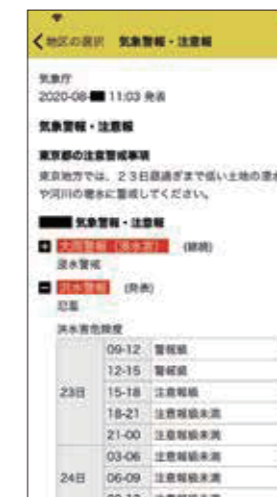 地区の選択 気象警報・注意報
気象庁
2020-08- 11:03 発表
気象警報・注意報
東京都の注意警戒事項
東京地方では、23日昼過ぎまで低い土地の浸水
や河川の増水に警戒してください。
気象警報・注意報
大雨警報(浸水害) (継続)
浸水警戒
洪水警報 (発表)
氾濫
洪水害危険度
09-12 警報級
12-15 警報級
23日 15-18 注意報級
18-21 注意報級未満
21-00 注意報級未満
03-06 注意報級未満
24日 06-09 注意報級未満